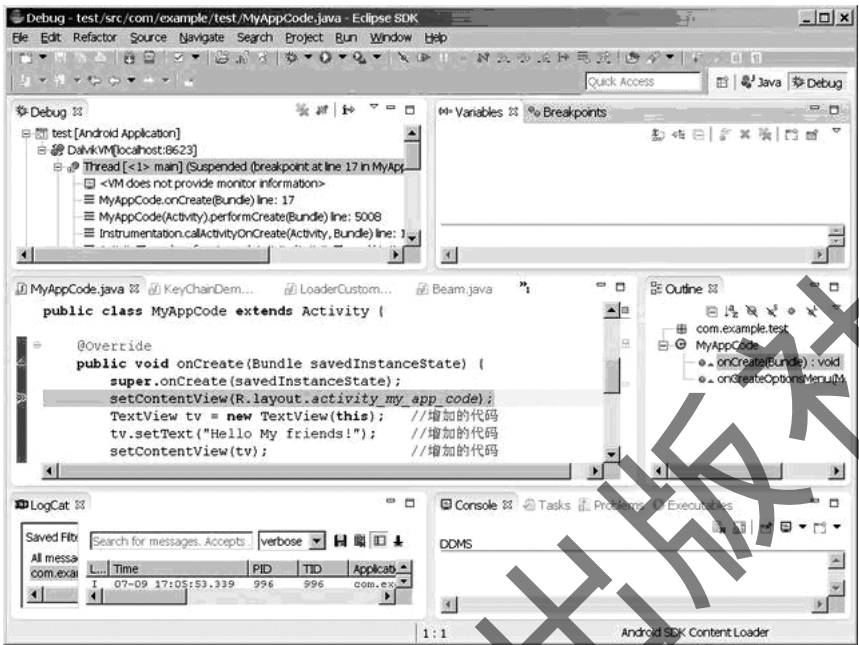 Debug - test/src/com/example/test/MyAppCode.java - Eclipse SDK
File Edit Refactor Source Navigate Search Project Run Window Help
Quick Access
Java
Debug
Debug
test [Android Application]
DalvikVM[localhost:8623]
Thread [<1> main] (Suspended (breakpoint at line 17 in MyApp
<VM does not provide monitor information>
MyAppCode.onCreate(Bundle) line: 17
MyAppCode(Activity).performCreate(Bundle) line: 5008
Instrumentation.callActivityOnCreate(Activity, Bundle) line: 1
(x)= Variables
Breakpoints
MyAppCode.java
KeyChainDem...
LoaderCustom...
Beam.java
»1
public class MyAppCode extends Activity {
@Override
public void onCreate(Bundle savedInstanceState) {
super.onCreate(savedInstanceState);
setContentView(R.layout.activity_my_app_code);
TextView tv = new TextView(this); //增加的代码
tv.setText("Hello My friends!"); //增加的代码
setContentView(tv); //增加的代码
Outline
com.example.test
MyAppCode
onCreate(Bundle) : void
onCreateOptionsMenu(M
LogCat
Saved Filte
All messa
com.exam
Search for messages. Accepts
verbose
L... Time PID TID Applicati
I 07-09 17:05:53.339 996 996 com.ex
Console
Tasks
Problems
Executables
DDMS
1 : 1
Android SDK Content Loader
出版社